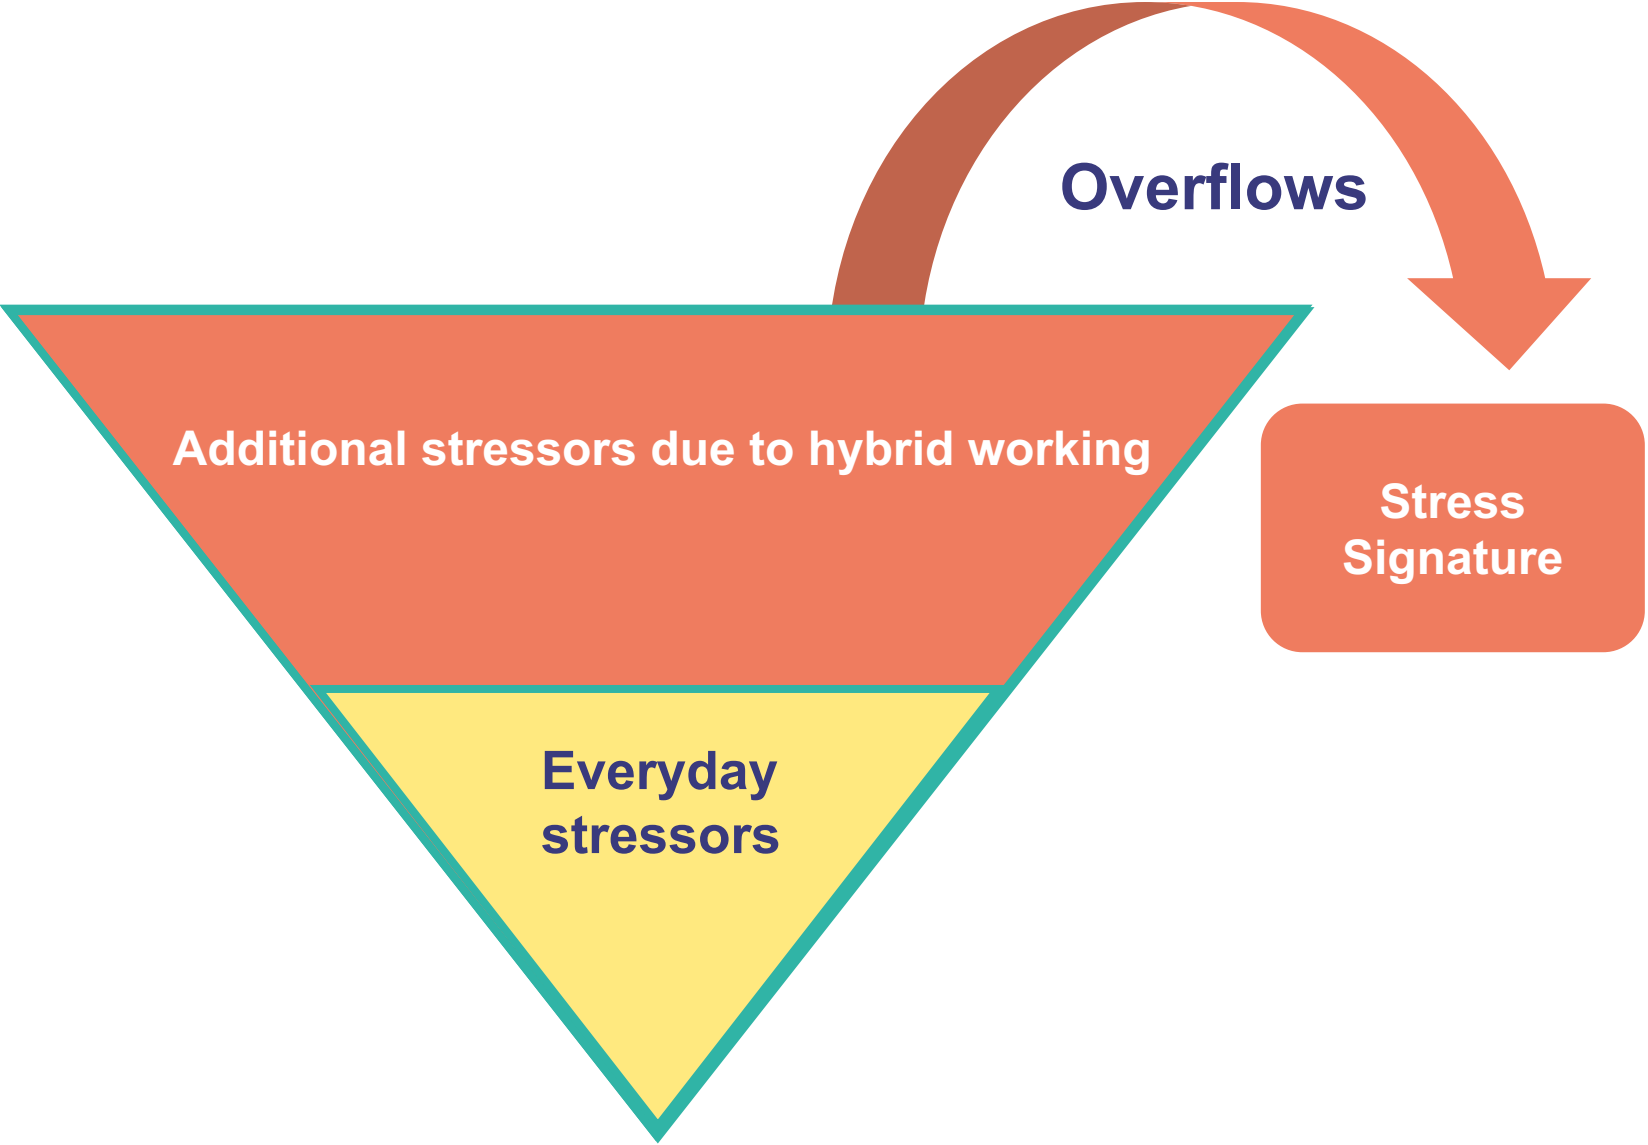 Overflows
Additional stressors due to hybrid working
Stress
Signature
Everyday
stressors